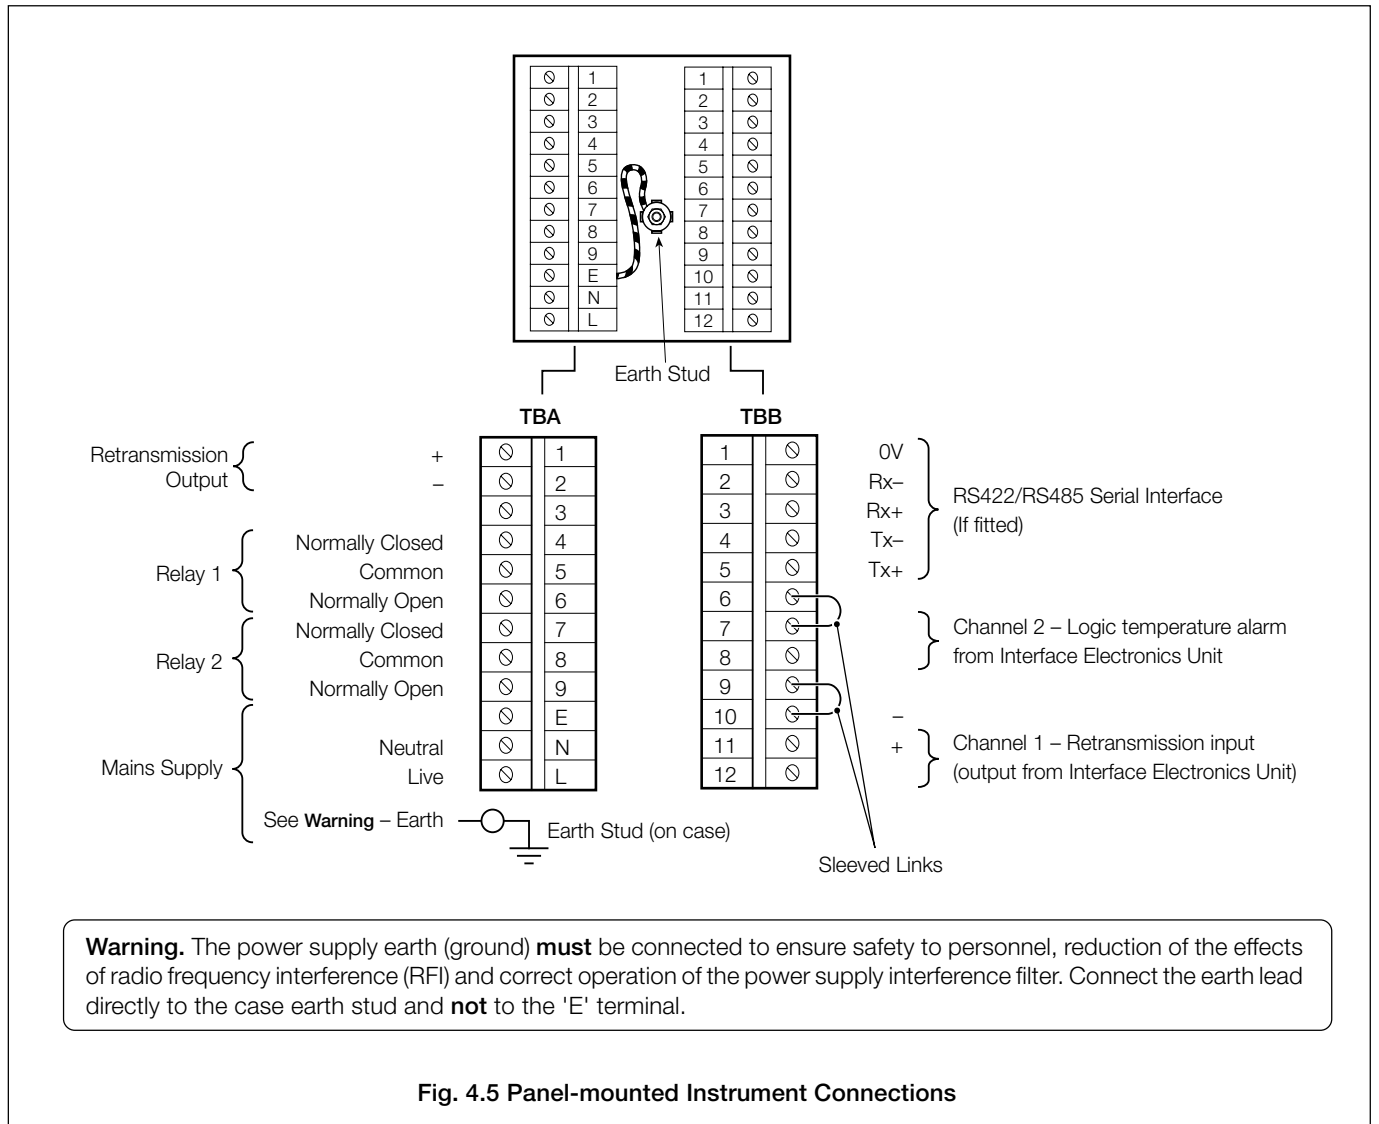 1 1
2 2
3 3
4 4
5 5
6 6
7 7
8 8
9 9
E 10
N 11
L 12
Earth Stud
TBA
TBB
Retransmission
Output
+
–
1
2
3
Normally Closed
4
Relay 1
Common
5
Normally Open
6
Normally Closed
7
Relay 2
Common
8
Normally Open
9
E
Mains Supply
Neutral
N
Live
L
See Warning – Earth
Earth Stud (on case)
1
0V
2
Rx–
3
Rx+
4
Tx–
5
Tx+
RS422/RS485 Serial Interface
(If fitted)
6
7
8
Channel 2 – Logic temperature alarm
from Interface Electronics Unit
9
10
–
11
+
12
Channel 1 – Retransmission input
(output from Interface Electronics Unit)
Sleeved Links
Warning. The power supply earth (ground) must be connected to ensure safety to personnel, reduction of the effects
of radio frequency interference (RFI) and correct operation of the power supply interference filter. Connect the earth lead
directly to the case earth stud and not to the 'E' terminal.
Fig. 4.5 Panel-mounted Instrument Connections